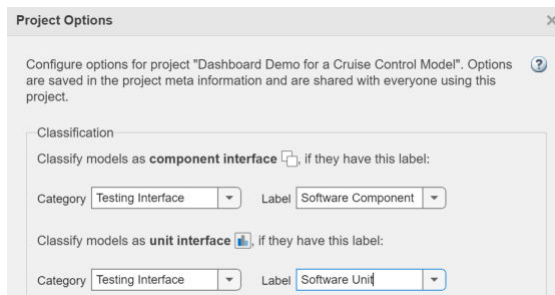 Project Options
Configure options for project "Dashboard Demo for a Cruise Control Model". Options
are saved in the project meta information and are shared with everyone using this
project.
Classification
Classify models as component interface , if they have this label:
Category Testing Interface Label Software Component
Classify models as unit interface , if they have this label:
Category Testing Interface Label Software Unit